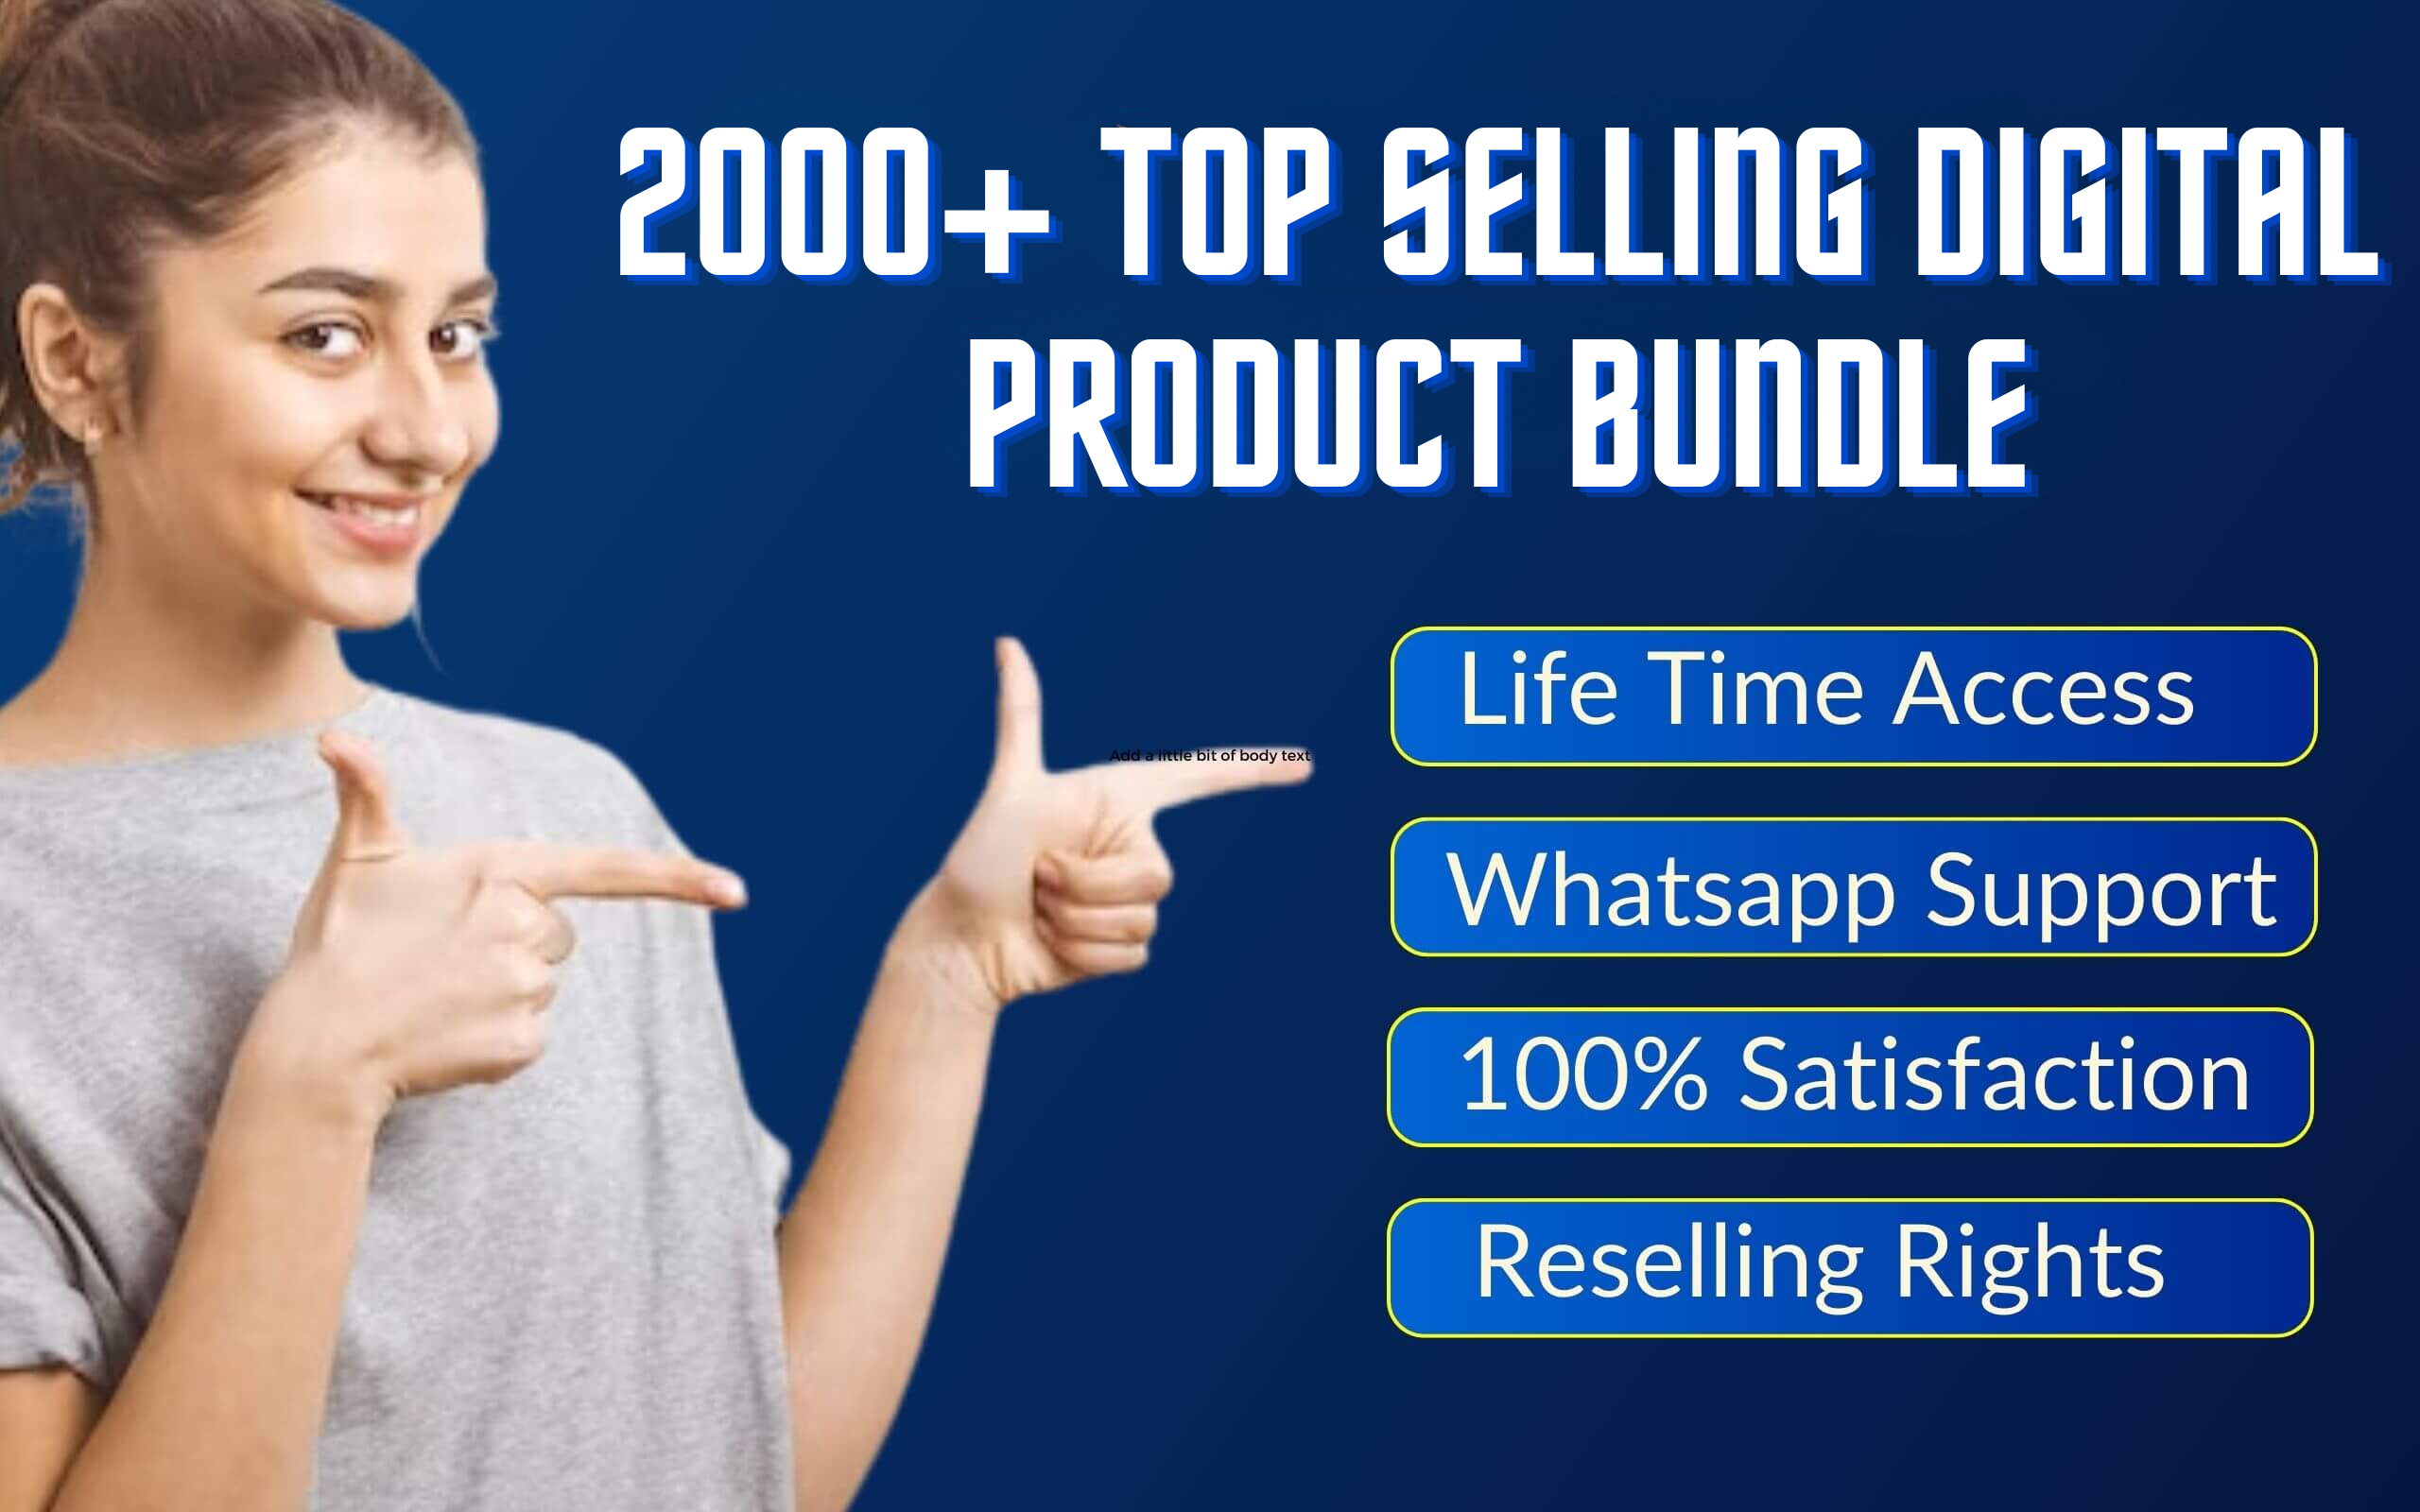 2000+ TOP SELLING DIGITAL
PRODUCT BUNDLE
Life Time Access
Add a little bit of body text
Whatsapp Support
100% Satisfaction
Reselling Rights